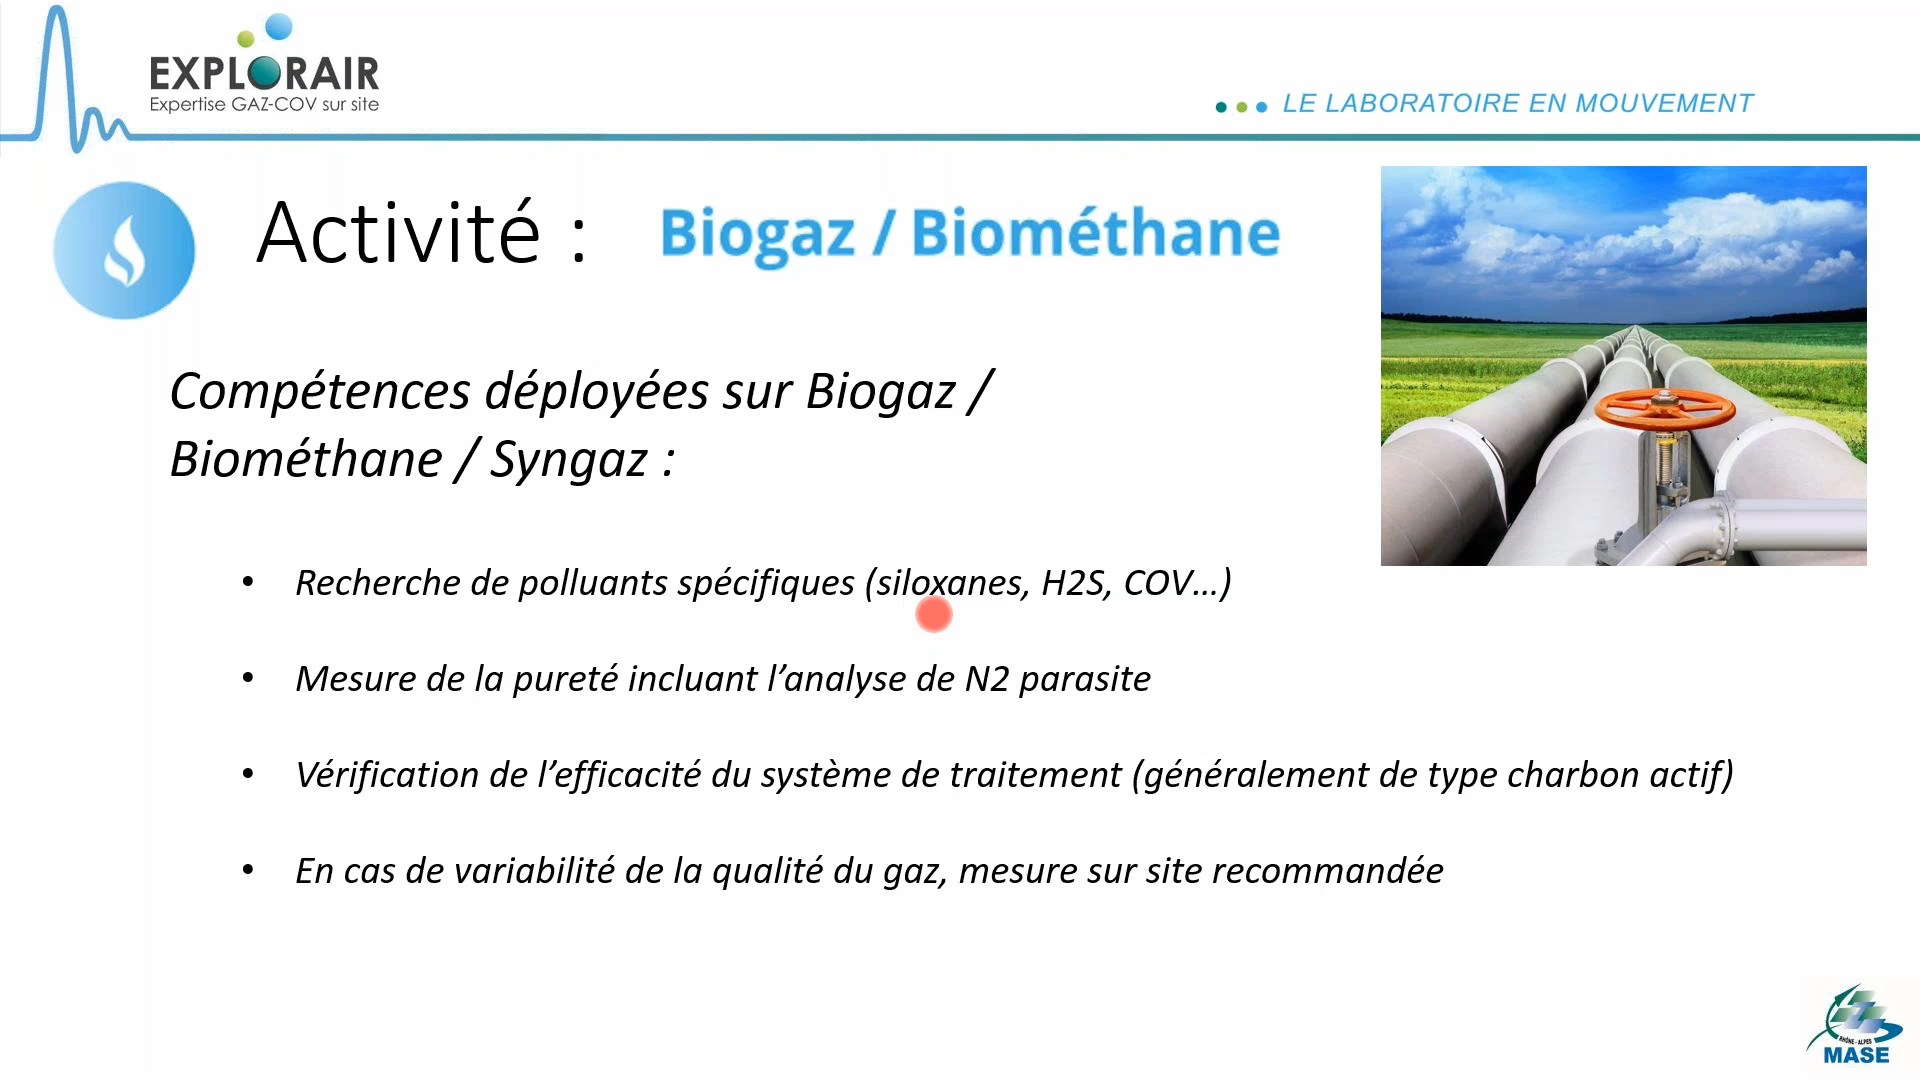 EXPLORAIR
Expertise GAZ-COV sur site
LE LABORATOIRE EN MOUVEMENT
Activité : Biogaz / Biométhane
Compétences déployées sur Biogaz /
Biométhane / Syngaz :
• Recherche de polluants spécifiques (siloxanes, H2S, COV…)
• Mesure de la pureté incluant l’analyse de N2 parasite
• Vérification de l’efficacité du système de traitement (généralement de type charbon actif)
• En cas de variabilité de la qualité du gaz, mesure sur site recommandée
RHÔNE - ALPES
MASE